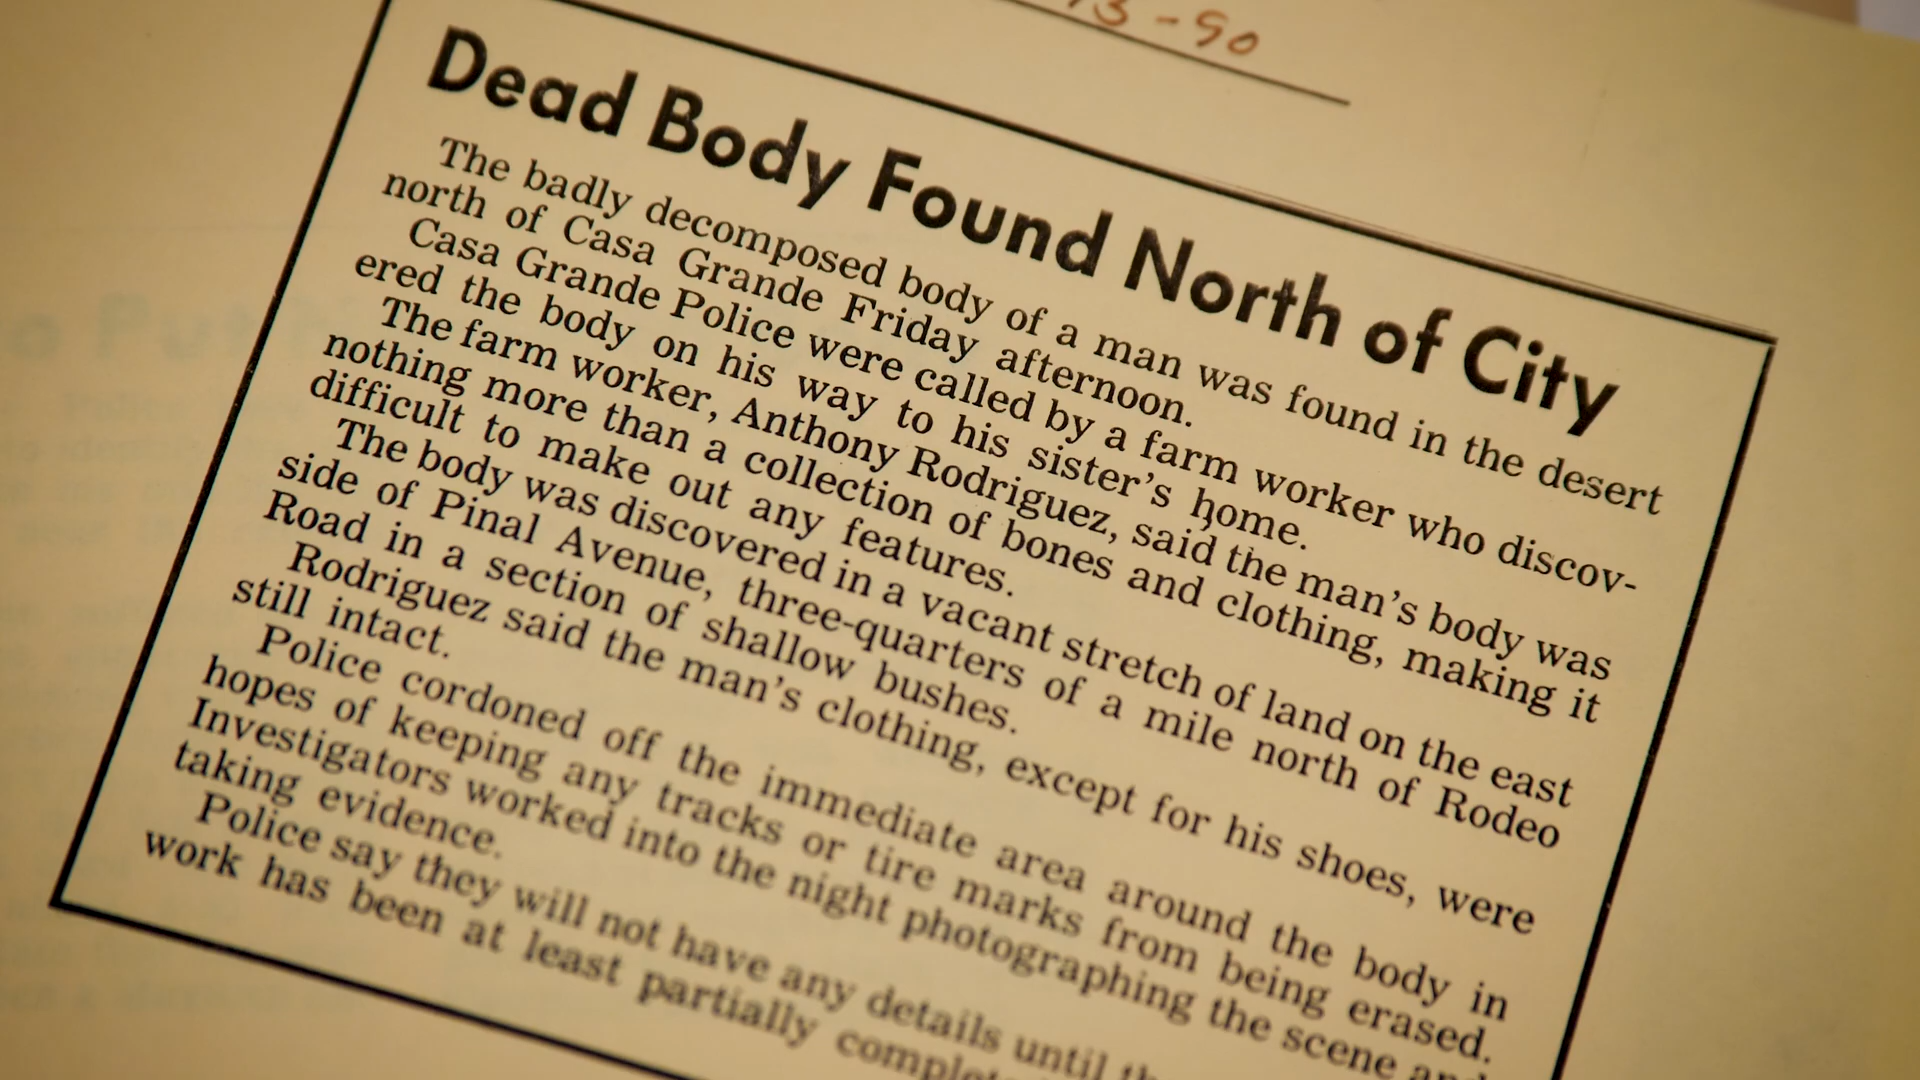 3-90
Dead Body Found North of City
The badly decomposed body of a man was found in the desert
north of Casa Grande Friday afternoon.
Casa Grande Police were called by a farm worker who discov-
ered the body on his way to his sister's home.
The farm worker, Anthony Rodriguez, said the man's body was
nothing more than a collection of bones and clothing, making it
difficult to make out any features.
The body was discovered in a vacant stretch of land on the east
side of Pinal Avenue, three-quarters of a mile north of Rodeo
Road in a section of shallow bushes.
Rodriguez said the man's clothing, except for his shoes, were
still intact.
Police cordoned off the immediate area around the body in
hopes of keeping any tracks or tire marks from being erased.
Investigators worked into the night photographing the scene and
taking evidence.
Police say they will not have any details until
work has been at least partially